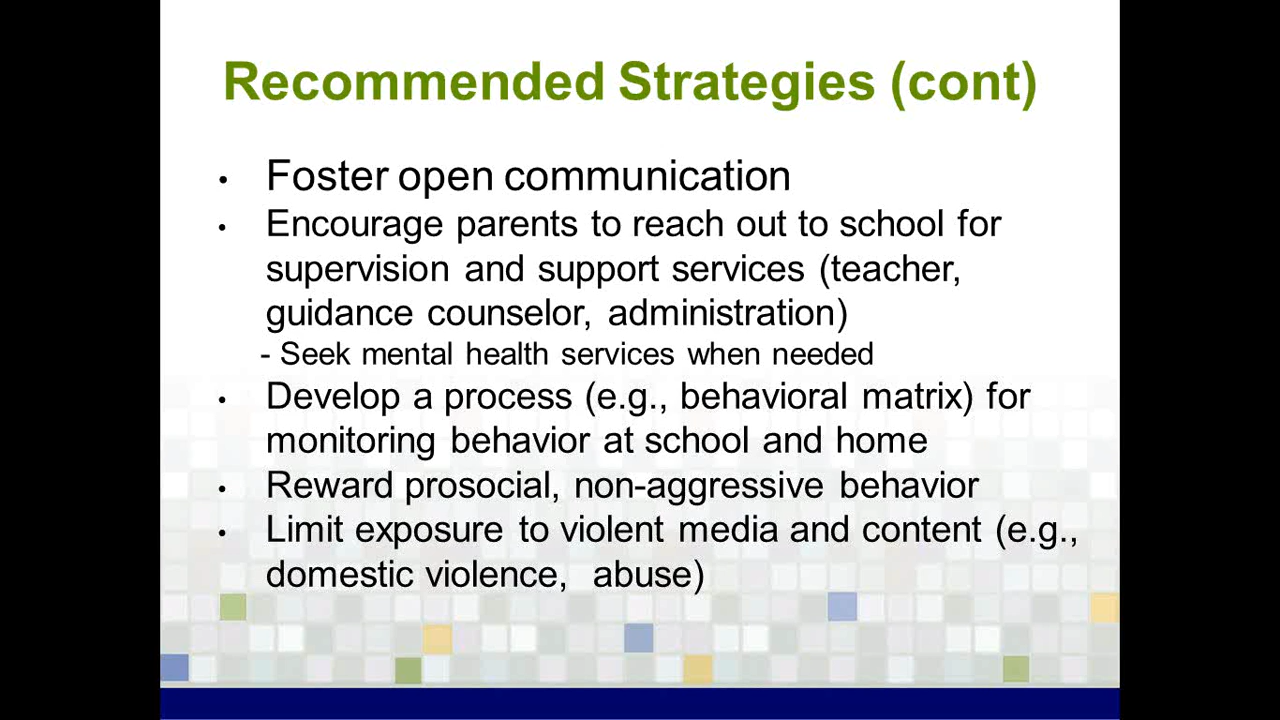 Recommended Strategies (cont)
• Foster open communication
• Encourage parents to reach out to school for
supervision and support services (teacher,
guidance counselor, administration)
- Seek mental health services when needed
• Develop a process (e.g., behavioral matrix) for
monitoring behavior at school and home
• Reward prosocial, non-aggressive behavior
• Limit exposure to violent media and content (e.g.,
domestic violence, abuse)